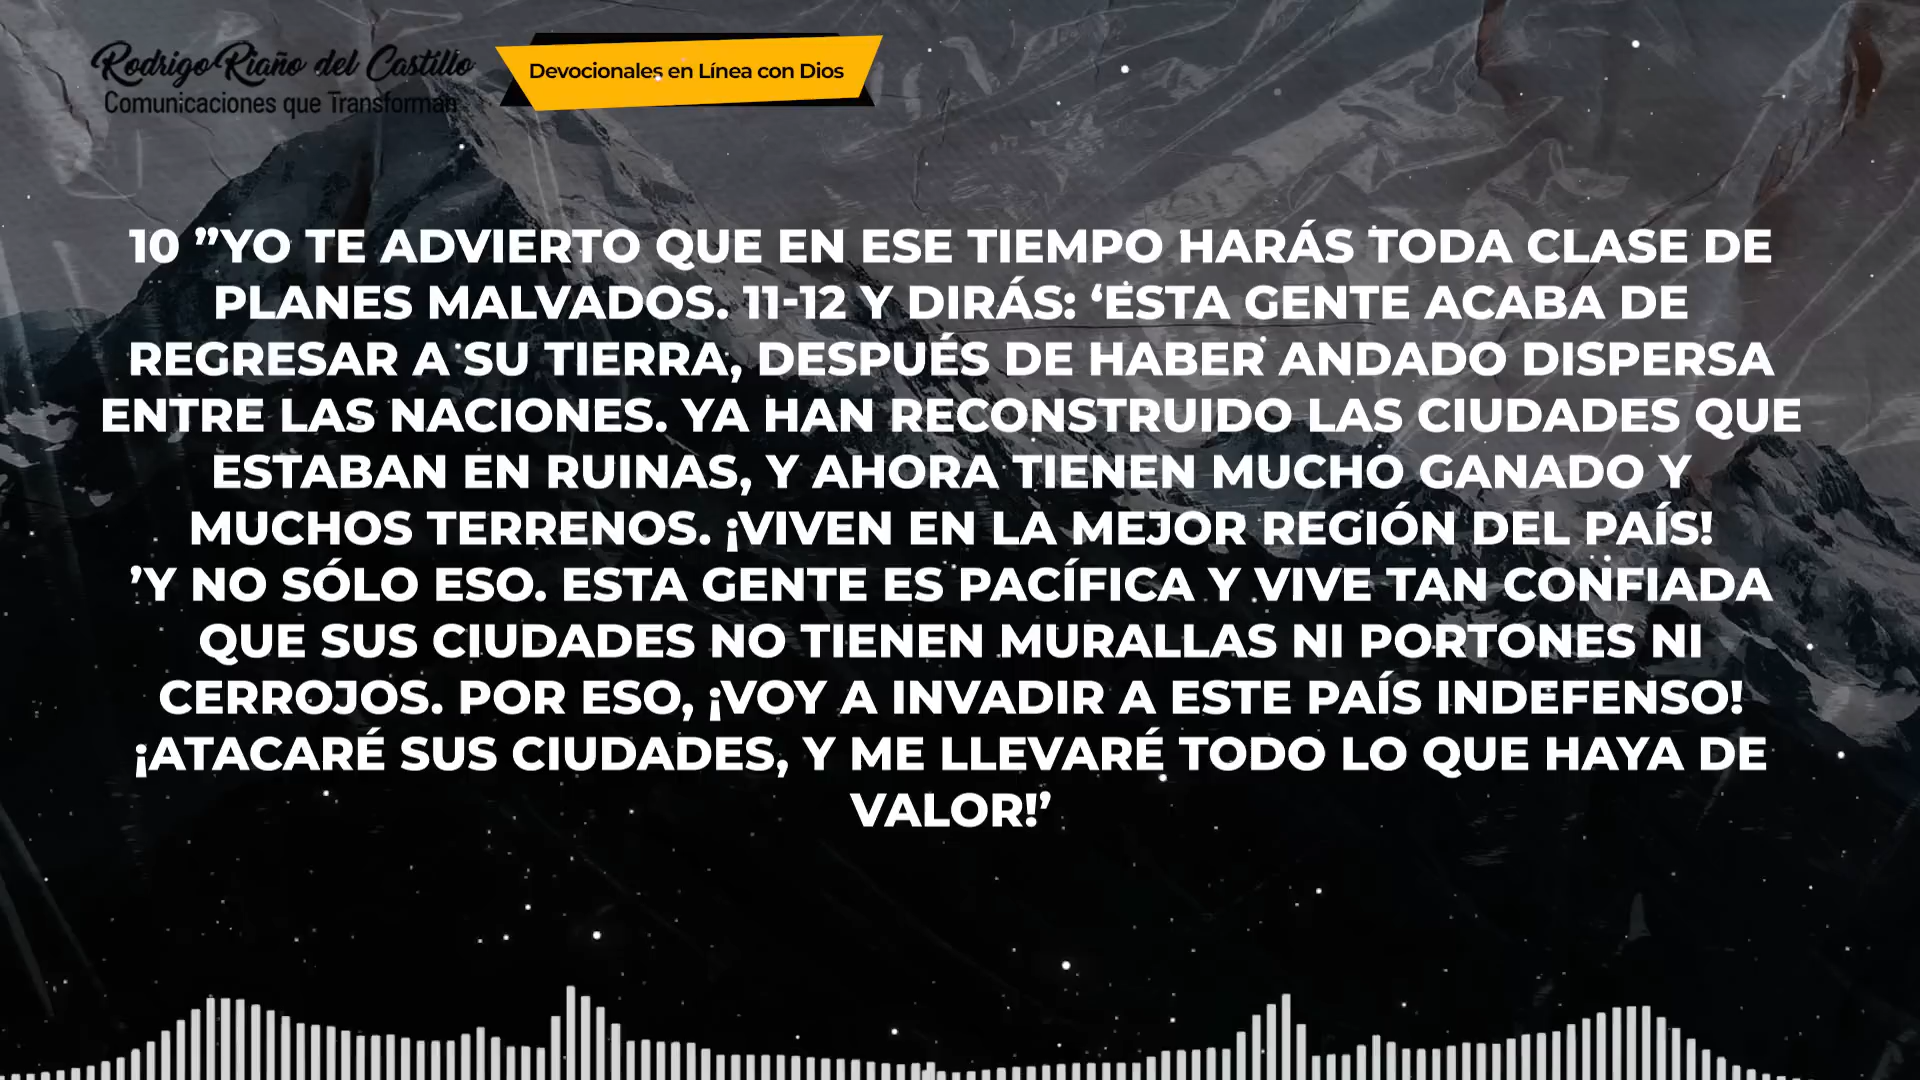 Rodrigo Riaño del Castillo
Comunicaciones que Transforman
Devocionales en Línea con Dios
10 ”YO TE ADVIERTO QUE EN ESE TIEMPO HARÁS TODA CLASE DE
PLANES MALVADOS. 11-12 Y DIRÁS: ‘ESTA GENTE ACABA DE
REGRESAR A SU TIERRA, DESPUÉS DE HABER ANDADO DISPERSA
ENTRE LAS NACIONES. YA HAN RECONSTRUIDO LAS CIUDADES QUE
ESTABAN EN RUINAS, Y AHORA TIENEN MUCHO GANADO Y
MUCHOS TERRENOS. ¡VIVEN EN LA MEJOR REGIÓN DEL PAÍS!
’Y NO SÓLO ESO. ESTA GENTE ES PACÍFICA Y VIVE TAN CONFIADA
QUE SUS CIUDADES NO TIENEN MURALLAS NI PORTONES NI
CERROJOS. POR ESO, ¡VOY A INVADIR A ESTE PAÍS INDEFENSO!
¡ATACARÉ SUS CIUDADES, Y ME LLEVARÉ TODO LO QUE HAYA DE
VALOR!’